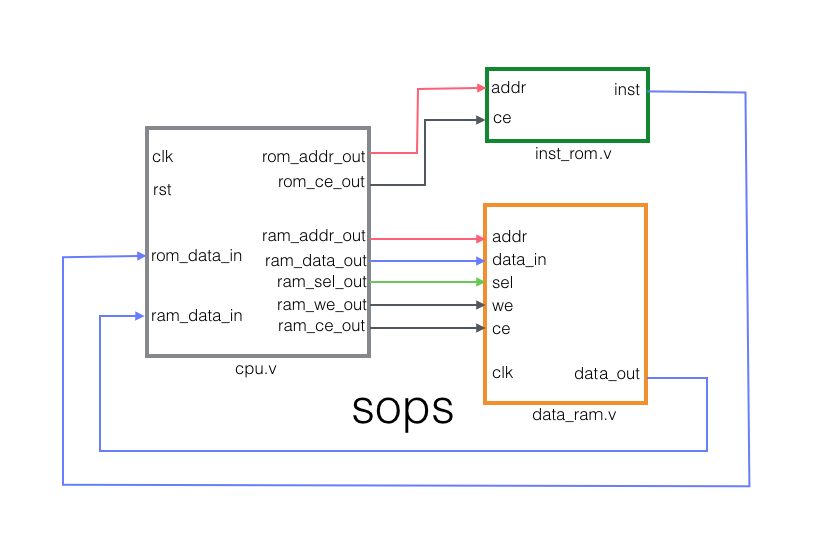 addr
inst
ce
inst_rom.v
clk
rom_addr_out
rst
rom_ce_out
ram_addr_out
rom_data_in
ram_data_out
ram_sel_out
ram_we_out
ram_data_in
ram_ce_out
cpu.v
addr
data_in
sel
we
ce
clk
data_out
data_ram.v
sops